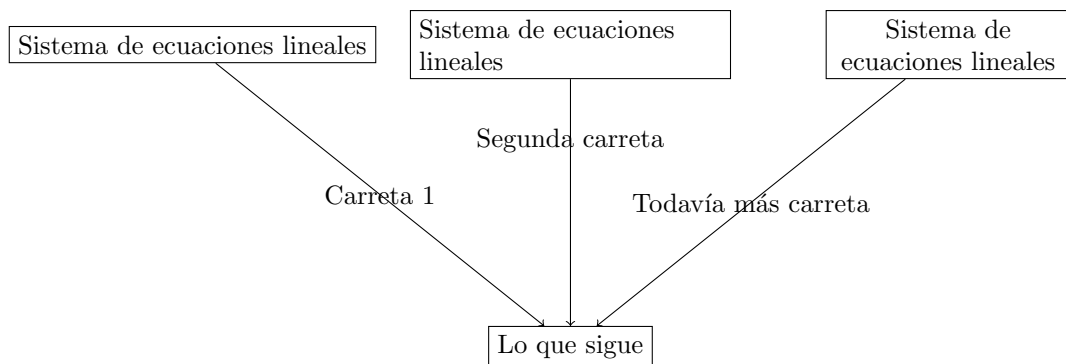 Sistema de ecuaciones lineales
Sistema de ecuaciones
lineales
Sistema de
ecuaciones lineales
Segunda carreta
Carreta 1
Todavía más carreta
Lo que sigue